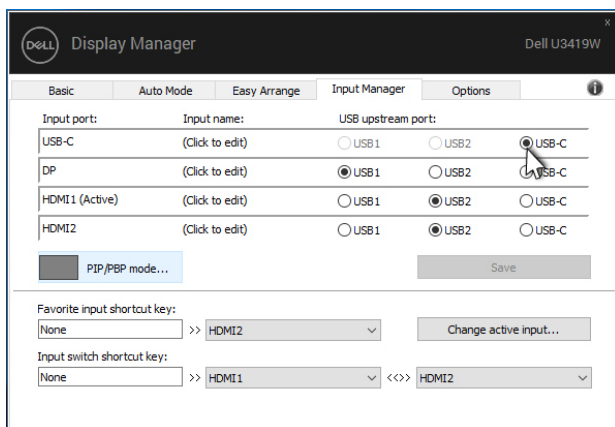 x
DELL Display Manager Dell U3419W
Basic Auto Mode Easy Arrange Input Manager Options i
Input port: Input name: USB upstream port:
USB-C (Click to edit) USB1 USB2 USB-C
DP (Click to edit) USB1 USB2 USB-C
HDMI1 (Active) (Click to edit) USB1 USB2 USB-C
HDMI2 (Click to edit) USB1 USB2 USB-C
PIP/PBP mode... Save
Favorite input shortcut key:
None >> HDMI2 Change active input...
Input switch shortcut key:
None >> HDMI1 <<>> HDMI2